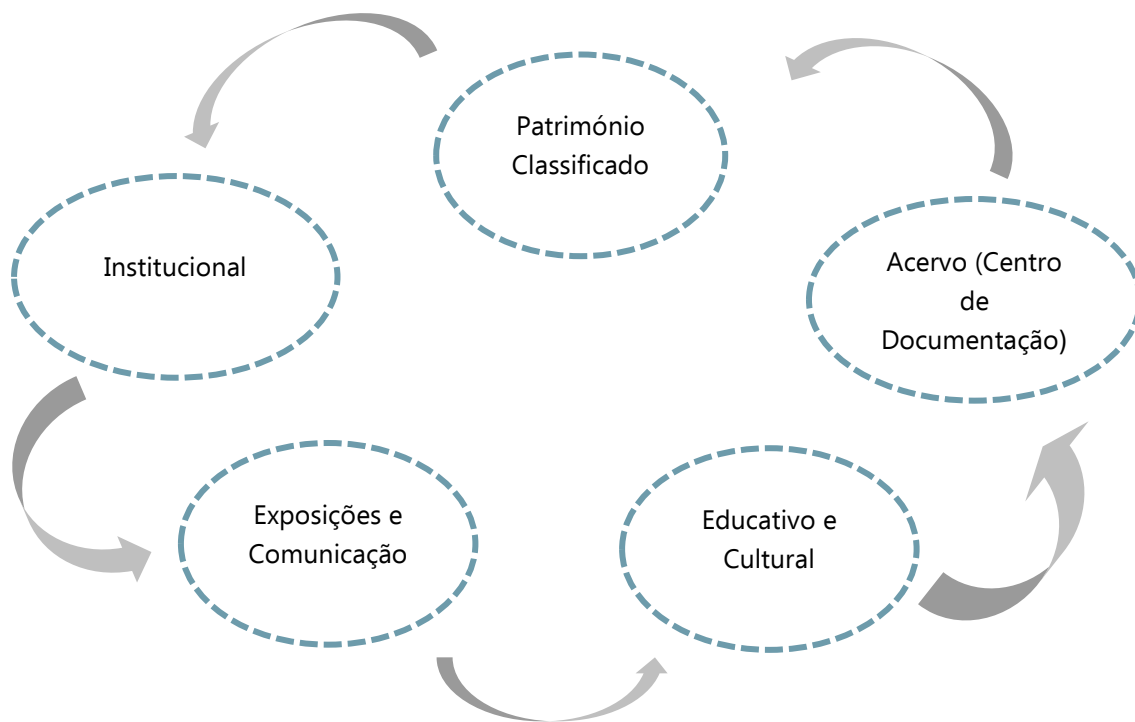 Património
Classificado
Institucional
Acervo (Centro
de
Documentação)
Exposições e
Comunicação
Educativo e
Cultural